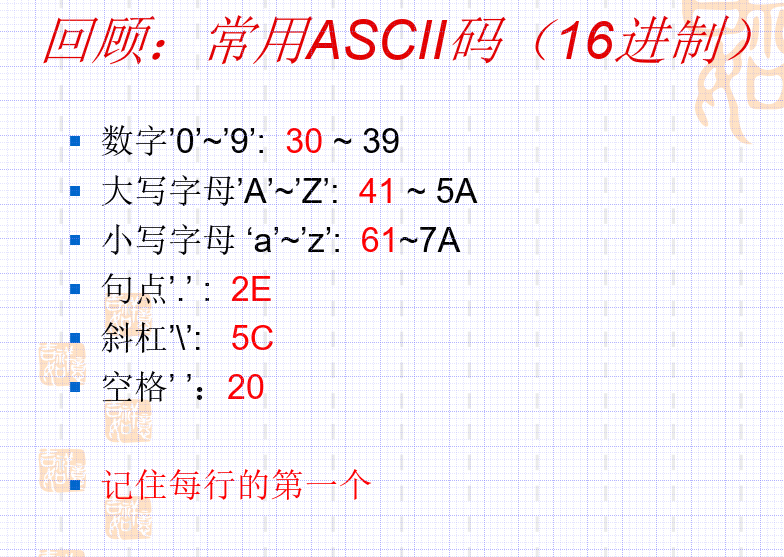 回顾：常用ASCII码（16进制）
数字’0’~’9’: 30 ~ 39
大写字母’A’~’Z’: 41 ~ 5A
小写字母 ‘a’~’z’: 61~7A
句点’.’ : 2E
斜杠’\’: 5C
空格’ ’：20
记住每行的第一个